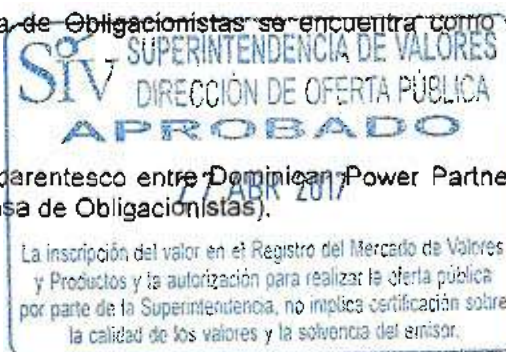 a de Obligacionistas se encuentra como
SIV SUPERINTENDENCIA DE VALORES
DIRECCIÓN DE OFERTA PÚBLICA
APROBADO
parentesco entre Dominican Power Partne
27 ABR 2017
sa de Obligacionistas).
La inscripción del valor en el Registro del Mercado de Valores
y Productos y la autorización para realizar la oferta pública
por parte de la Superintendencia, no implica certificación sobre
la calidad de los valores y la solvencia del emisor.